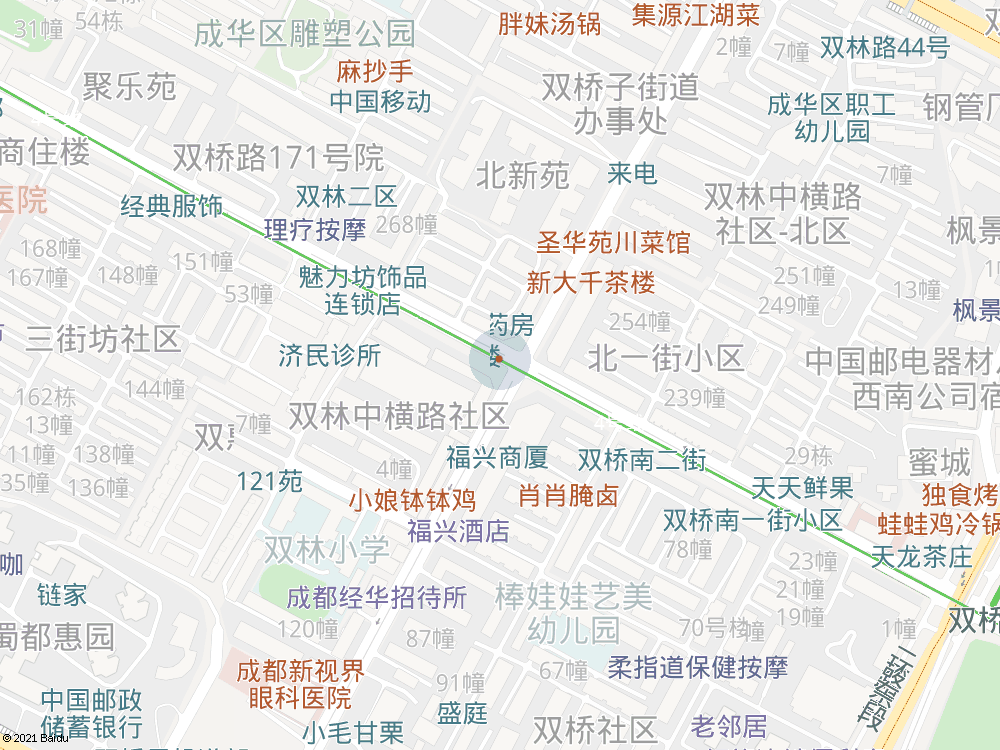 31幢
54栋
成华区雕塑公园
胖妹汤锅
集源江湖菜
2幢
7幢
双林路44号
聚乐苑
麻抄手
中国移动
双桥子街道
办事处
成华区职工
幼儿园
钢管厂
商住楼
双桥路171号院
北新苑
来电
7幢
医院
经典服饰
双林二区
双林中横路
社区-北区
理疗按摩
268幢
圣华苑川菜馆
枫景
168幢
151幢
魅力坊饰品
连锁店
新大千茶楼
251幢
167幢
148幢
53幢
13幢
249幢
枫景
药房
254幢
三街坊社区
济民诊所
北一街小区
中国邮电器材
西南公司宿
144幢
162栋
239幢
13幢
7幢
双林中横路社区
11幢
138幢
福兴商厦
双桥南二街
29栋
蜜城
135幢
136幢
121苑
4幢
小娘钵钵鸡
肖肖腌卤
天天鲜果
独食烤
福兴酒店
双桥南一街小区
蛙蛙鸡冷锅
双林小学
78幢
天龙茶庄
咖
23幢
链家
成都经华招待所
棒娃娃艺美
幼儿园
21幢
19幢
双桥
蜀都惠园
120幢
87幢
70号栋
1幢
成都新视界
眼科医院
67幢
柔指道保健按摩
二环路东段
中国邮政
储蓄银行
91幢
盛庭
小毛甘栗
双桥社区
老邻居
© 2021 Baidu